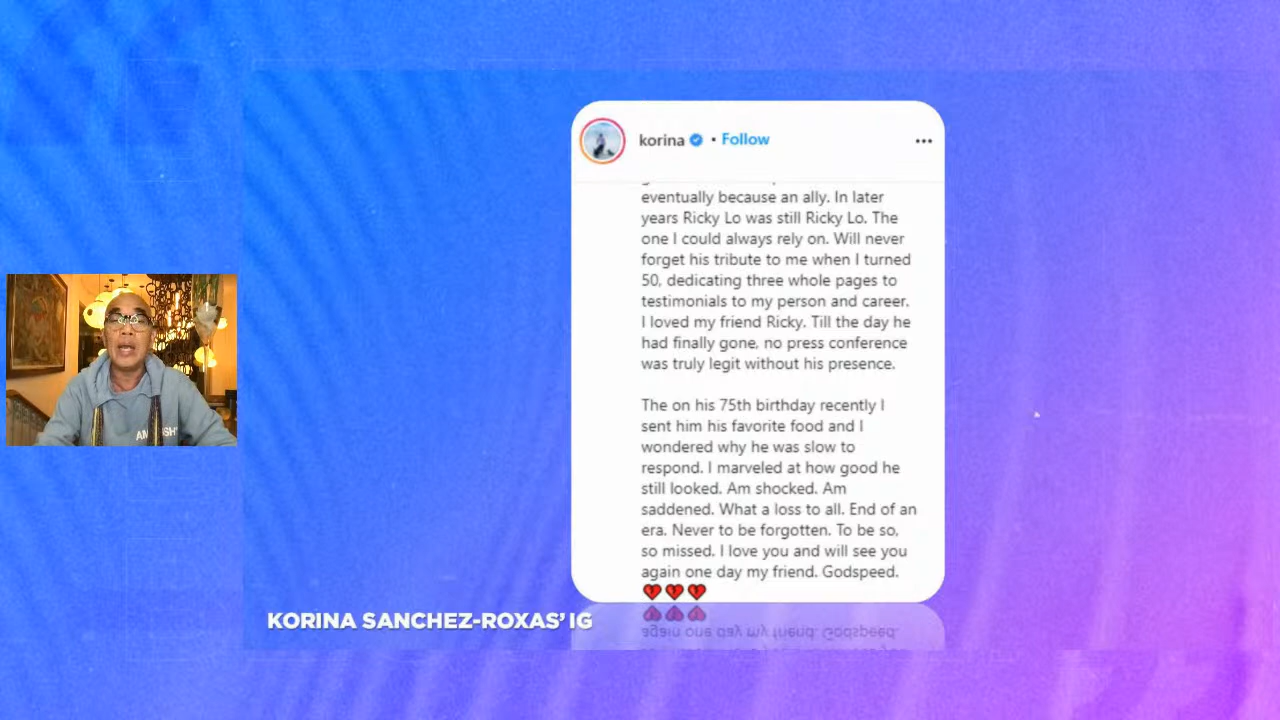 korina • Follow
eventually because an ally. In later
years Ricky Lo was still Ricky Lo. The
one I could always rely on. Will never
forget his tribute to me when I turned
50, dedicating three whole pages to
testimonials to my person and career.
I loved my friend Ricky. Till the day he
had finally gone, no press conference
was truly legit without his presence.
The on his 75th birthday recently I
sent him his favorite food and I
wondered why he was slow to
respond. I marveled at how good he
still looked. Am shocked. Am
saddened. What a loss to all. End of an
era. Never to be forgotten. To be so,
so missed. I love you and will see you
again one day my friend. Godspeed.
KORINA SANCHEZ-ROXAS' IG